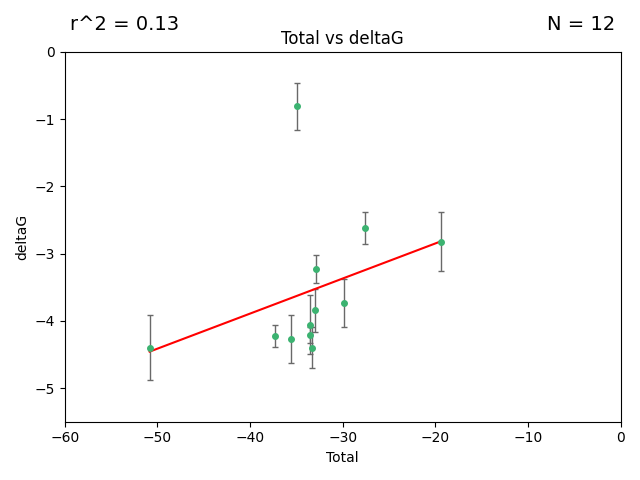 r^2 = 0.13
N = 12
Total vs deltaG
0
−1
−2
−3
−4
−5
deltaG
−60
−50
−40
−30
−20
−10
0
Total